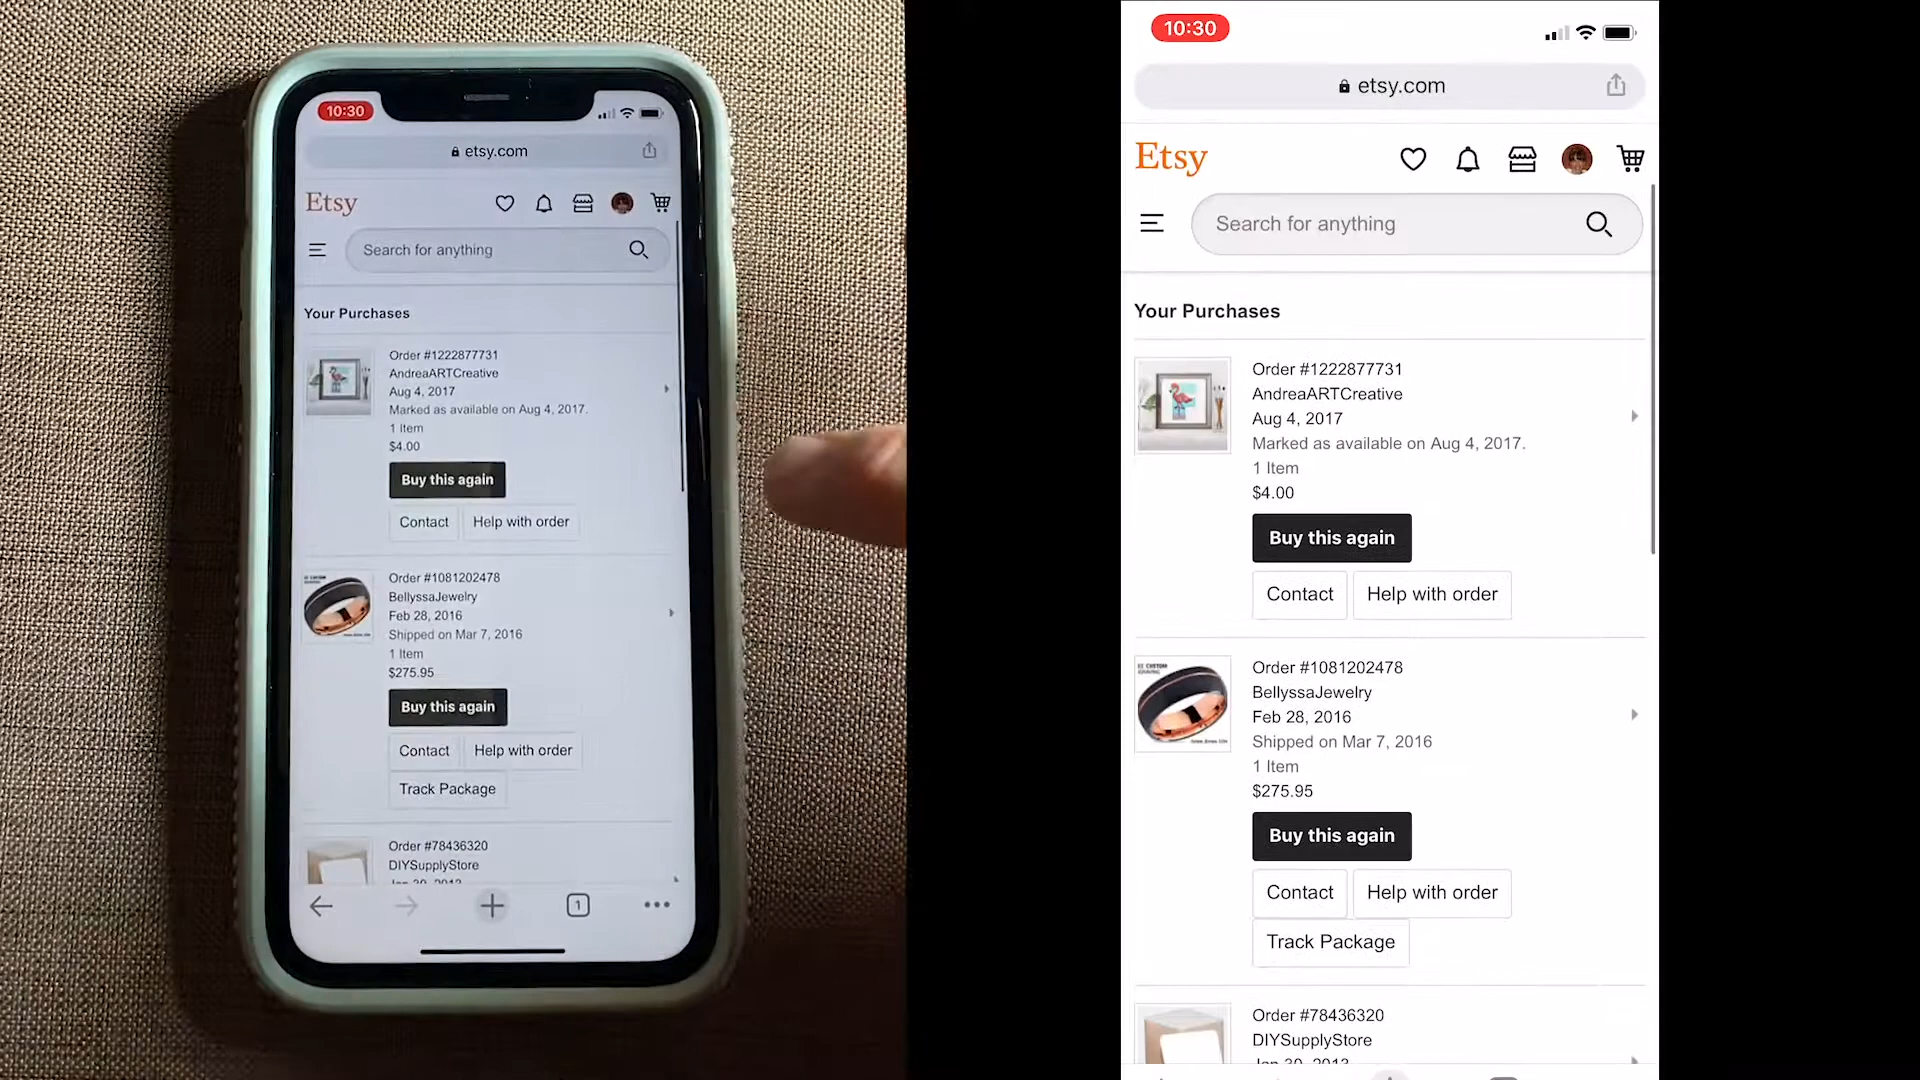 10:30
etsy.com
Etsy
Search for anything
Your Purchases
Order #1222877731
AndreaARTCreative
Aug 4, 2017
Marked as available on Aug 4, 2017.
1 Item
$4.00
Buy this again
Contact Help with order
Order #1081202478
BellyssaJewelry
Feb 28, 2016
Shipped on Mar 7, 2016
1 Item
$275.95
Buy this again
Contact Help with order
Track Package
Order #78436320
DIYSupplyStore
1
10:30
etsy.com
Etsy
Search for anything
Your Purchases
Order #1222877731
AndreaARTCreative
Aug 4, 2017
Marked as available on Aug 4, 2017.
1 Item
$4.00
Buy this again
Contact Help with order
Order #1081202478
BellyssaJewelry
Feb 28, 2016
Shipped on Mar 7, 2016
1 Item
$275.95
Buy this again
Contact Help with order
Track Package
Order #78436320
DIYSupplyStore